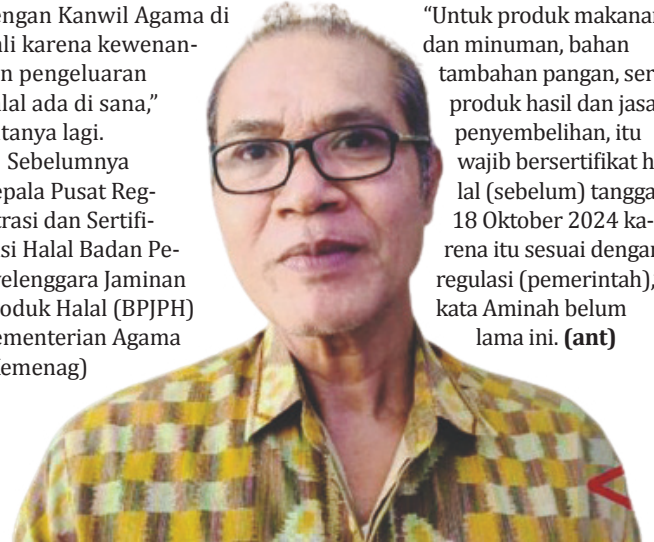 engan Kanwil Agama di
ali karena kewenan-
n pengeluaran
lal ada di sana,”
tanya lagi.
Sebelumnya
epala Pusat Reg-
trasi dan Sertifi-
si Halal Badan Pe-
yelenggara Jaminan
oduk Halal (BPJPH)
ementerian Agama
Kemenag)
“Untuk produk makanan
dan minuman, bahan
tambahan pangan, ser
produk hasil dan jasa
penyembelihan, itu
wajib bersertifikat h
lal (sebelum) tangga
18 Oktober 2024 ka-
rena itu sesuai dengan
regulasi (pemerintah),
kata Aminah belum
lama ini. (ant)